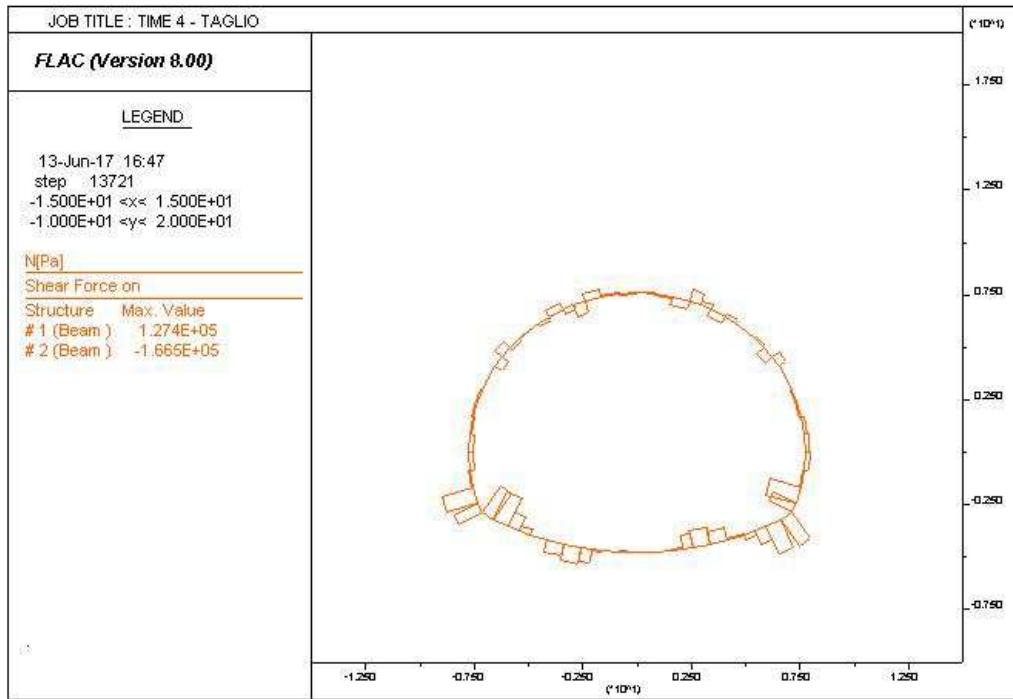 JOB TITLE : TIME 4 - TAGLIO
(*10^1)
FLAC (Version 8.00)
LEGEND
13-Jun-17 16:47
step 13721
-1.500E+01 <x< 1.500E+01
-1.000E+01 <y< 2.000E+01
N[Pa]
Shear Force on
Structure Max. Value
# 1 (Beam ) 1.274E+05
# 2 (Beam ) -1.665E+05
1.750
1.250
0.750
0.250
-0.250
-0.750
-1.250 -0.750 -0.250 0.250 0.750 1.250
(*10^1)